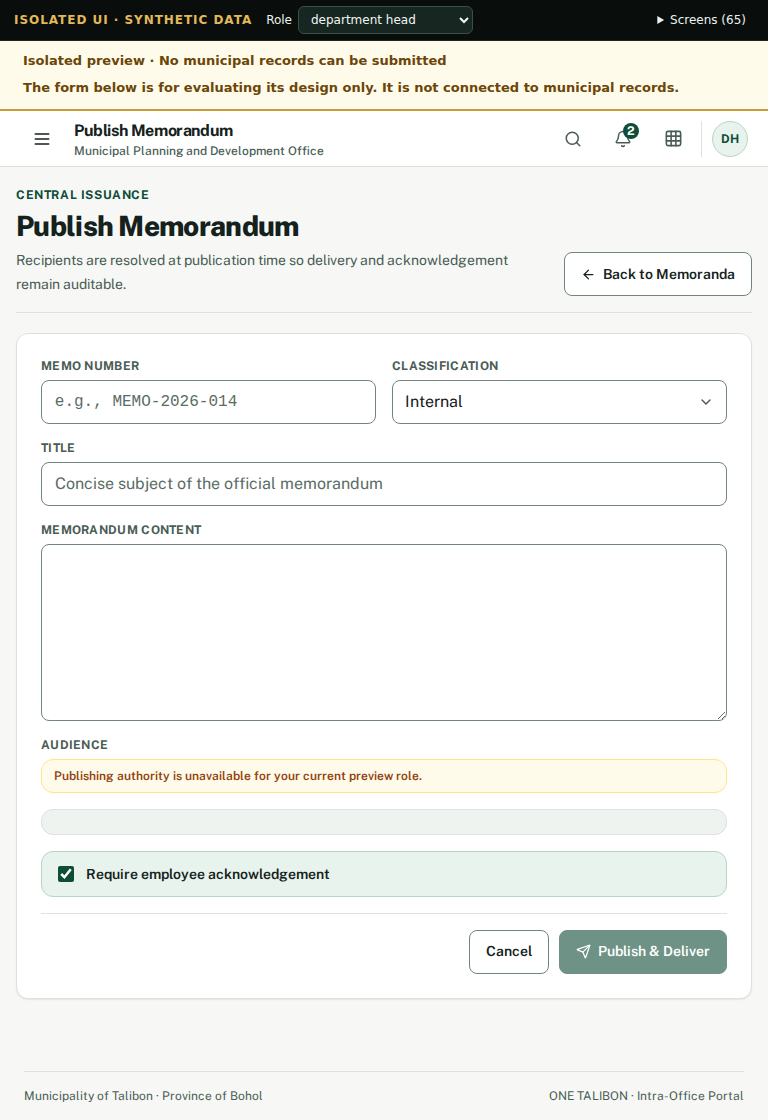 ISOLATED UI · SYNTHETIC DATA Role department head ▶ Screens (65)
Isolated preview · No municipal records can be submitted
The form below is for evaluating its design only. It is not connected to municipal records.
Publish Memorandum
Municipal Planning and Development Office
2
DH
CENTRAL ISSUANCE
Publish Memorandum
Recipients are resolved at publication time so delivery and acknowledgement
remain auditable.
Back to Memoranda
MEMO NUMBER CLASSIFICATION
e.g., MEMO-2026-014 Internal
TITLE
Concise subject of the official memorandum
MEMORANDUM CONTENT
AUDIENCE
Publishing authority is unavailable for your current preview role.
Require employee acknowledgement
Cancel Publish & Deliver
Municipality of Talibon · Province of Bohol ONE TALIBON · Intra-Office Portal